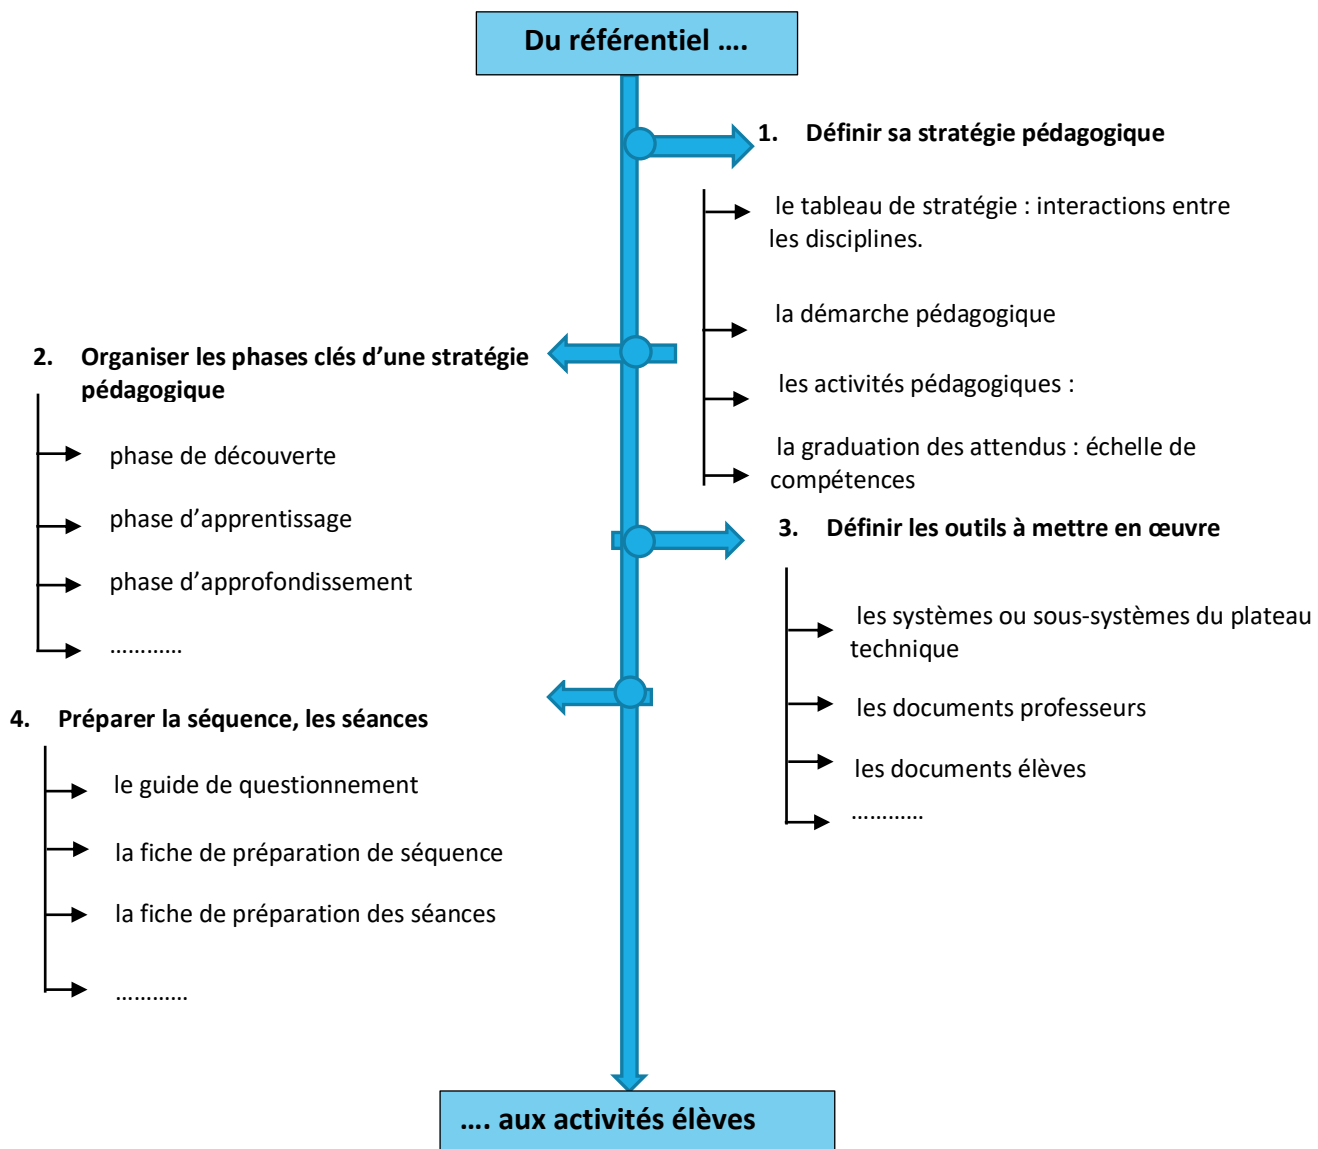 Du référentiel ....
1. Définir sa stratégie pédagogique
le tableau de stratégie : interactions entre
les disciplines.
la démarche pédagogique
les activités pédagogiques :
la graduation des attendus : échelle de
compétences
2. Organiser les phases clés d’une stratégie
pédagogique
phase de découverte
phase d’apprentissage
phase d’approfondissement
............
3. Définir les outils à mettre en œuvre
les systèmes ou sous-systèmes du plateau
technique
les documents professeurs
les documents élèves
............
4. Préparer la séquence, les séances
le guide de questionnement
la fiche de préparation de séquence
la fiche de préparation des séances
............
.... aux activités élèves